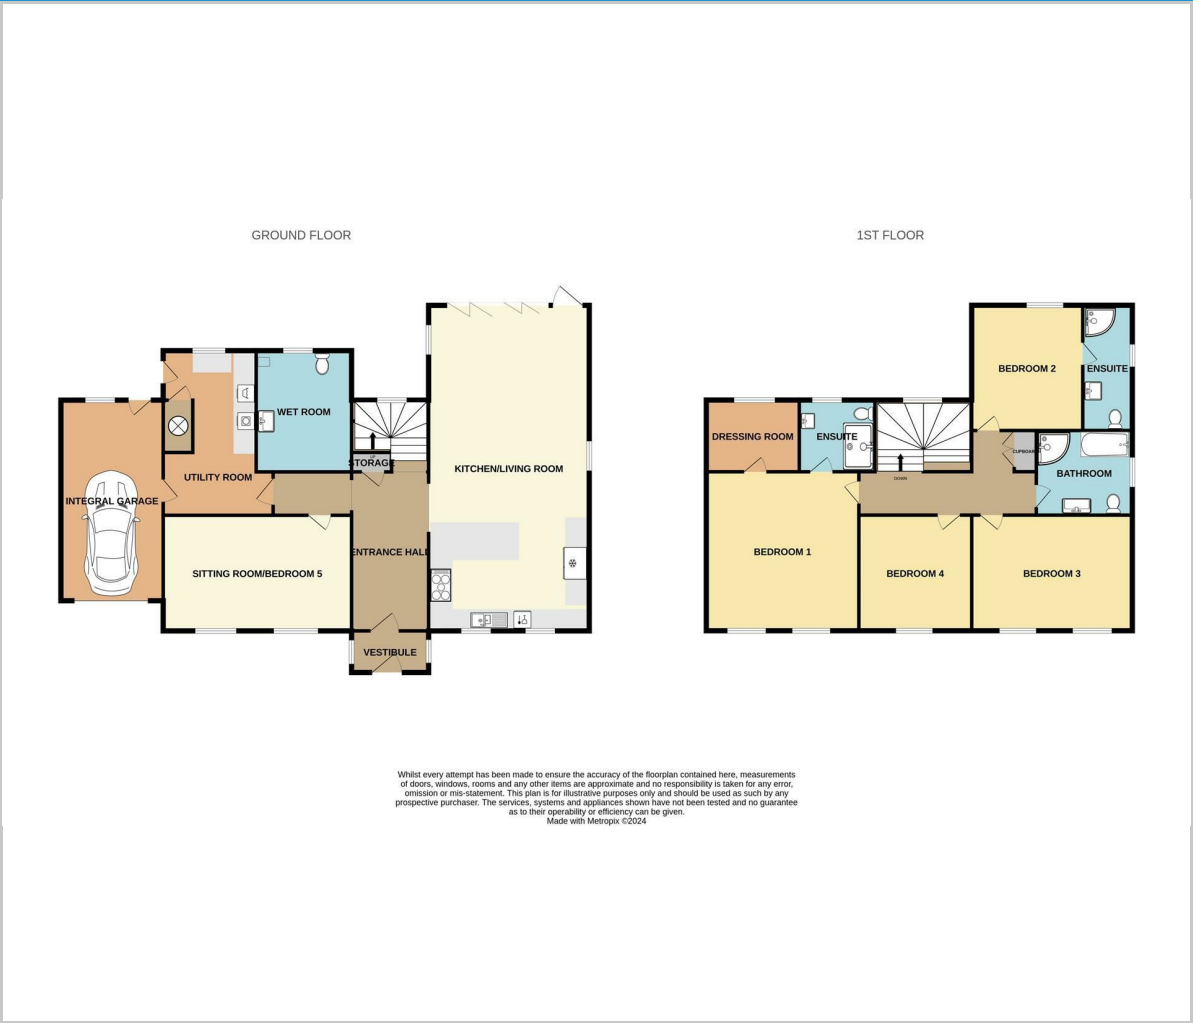 GROUND FLOOR
1ST FLOOR
WET ROOM
STORAGE
UP
KITCHEN/LIVING ROOM
UTILITY ROOM
INTEGRAL GARAGE
ENTRANCE HALL
SITTING ROOM/BEDROOM 5
VESTIBULE
BEDROOM 2
ENSUITE
DRESSING ROOM
ENSUITE
CUPBOARD
BATHROOM
DOWN
BEDROOM 1
BEDROOM 4
BEDROOM 3
Whilst every attempt has been made to ensure the accuracy of the floorplan contained here, measurements
of doors, windows, rooms and any other items are approximate and no responsibility is taken for any error,
omission or mis-statement. This plan is for illustrative purposes only and should be used as such by any
prospective purchaser. The services, systems and appliances shown have not been tested and no guarantee
as to their operability or efficiency can be given.
Made with Metropix ©2024